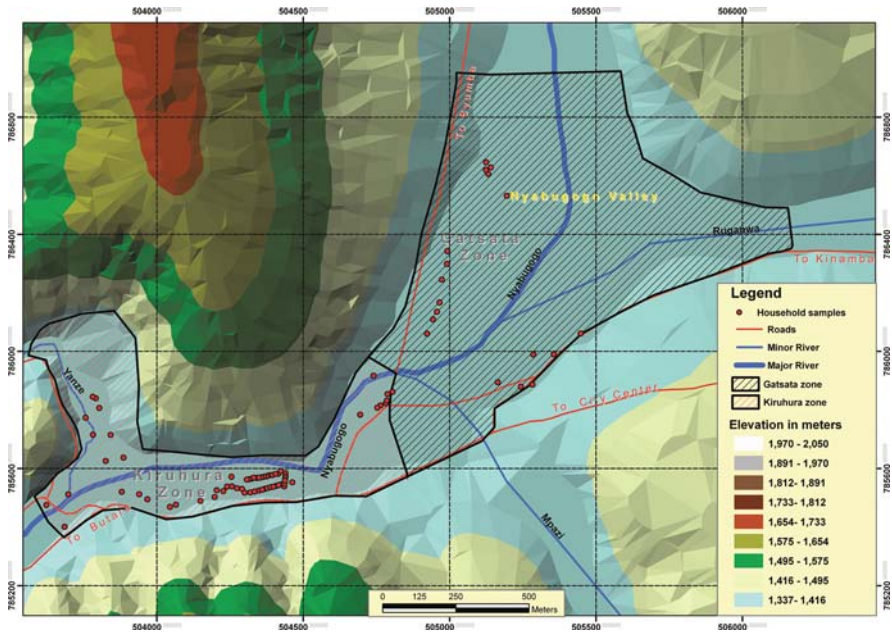 504000 504500 505000 505500 506000
786800 786800
To Byumba
Nyabugogo Valley
786400 786400
Gatsata
Zone
Ruganwa
To Kinamba
Nyabugogo
Legend
Household samples
Roads
Minor River
Major River
Gatsata zone
Kiruhura zone
Elevation in meters
1,970 - 2,050
1,891 - 1,970
1,812 - 1,891
1,733 - 1,812
1,654 - 1,733
1,575 - 1,654
1,495 - 1,575
1,416 - 1,495
1,337- 1,416
786000
Yanze
To City Center
785600
Nyabugogo
Kiruhura
Zone
To Butare
Mpazi
785200 785200
0 125 250 500
Meters
504000 504500 505000 505500 506000